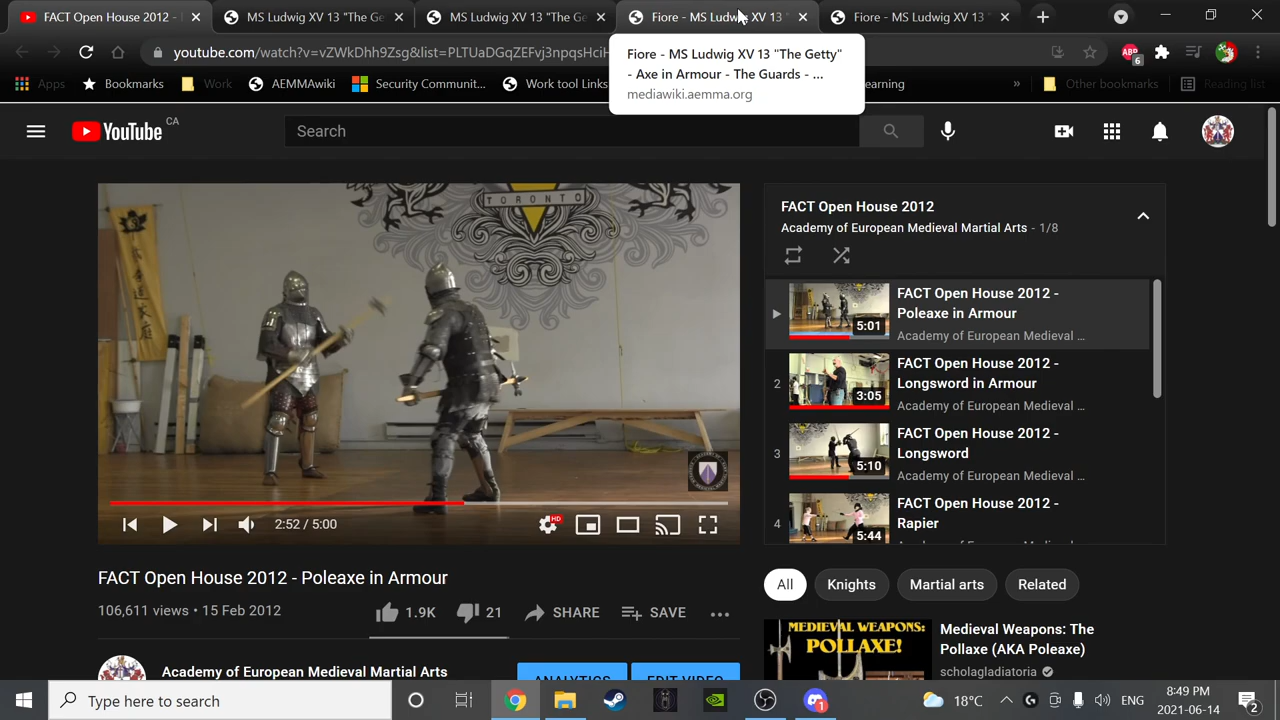 FACT Open House 2012 -
MS Ludwig XV 13 "The Ge
MS Ludwig XV 13 "The Ge
Fiore - MS Ludwig XV 13
Fiore - MS Ludwig XV 13
youtube.com/watch?v=vZWkDhh9Zsg&list=PLTUaDGqZEFvj3npqsHciH
ABP
6
Fiore - MS Ludwig XV 13 "The Getty"
- Axe in Armour - The Guards - ...
mediawiki.aemma.org
Apps
Bookmarks
Work
AEMMAwiki
Security Communit...
Work tool Links
earning
»
Other bookmarks
Reading list
YouTube CA
Search
TORONTO
2:52 / 5:00
HD
FACT Open House 2012
Academy of European Medieval Martial Arts - 1/8
FACT Open House 2012 -
Poleaxe in Armour
Academy of European Medieval ...
5:01
2
FACT Open House 2012 -
Longsword in Armour
Academy of European Medieval ...
3:05
3
FACT Open House 2012 -
Longsword
Academy of European Medieval ...
5:10
4
FACT Open House 2012 -
Rapier
5:44
FACT Open House 2012 - Poleaxe in Armour
106,611 views • 15 Feb 2012
1.9K
21
SHARE
SAVE
All
Knights
Martial arts
Related
MEDIEVAL WEAPONS:
POLLAXE!
Medieval Weapons: The
Pollaxe (AKA Poleaxe)
scholagladiatoria
Academy of European Medieval Martial Arts
ANALYTICS
EDIT VIDEO
Type here to search
1
18°C
ENG
8:49 PM
2021-06-14
2